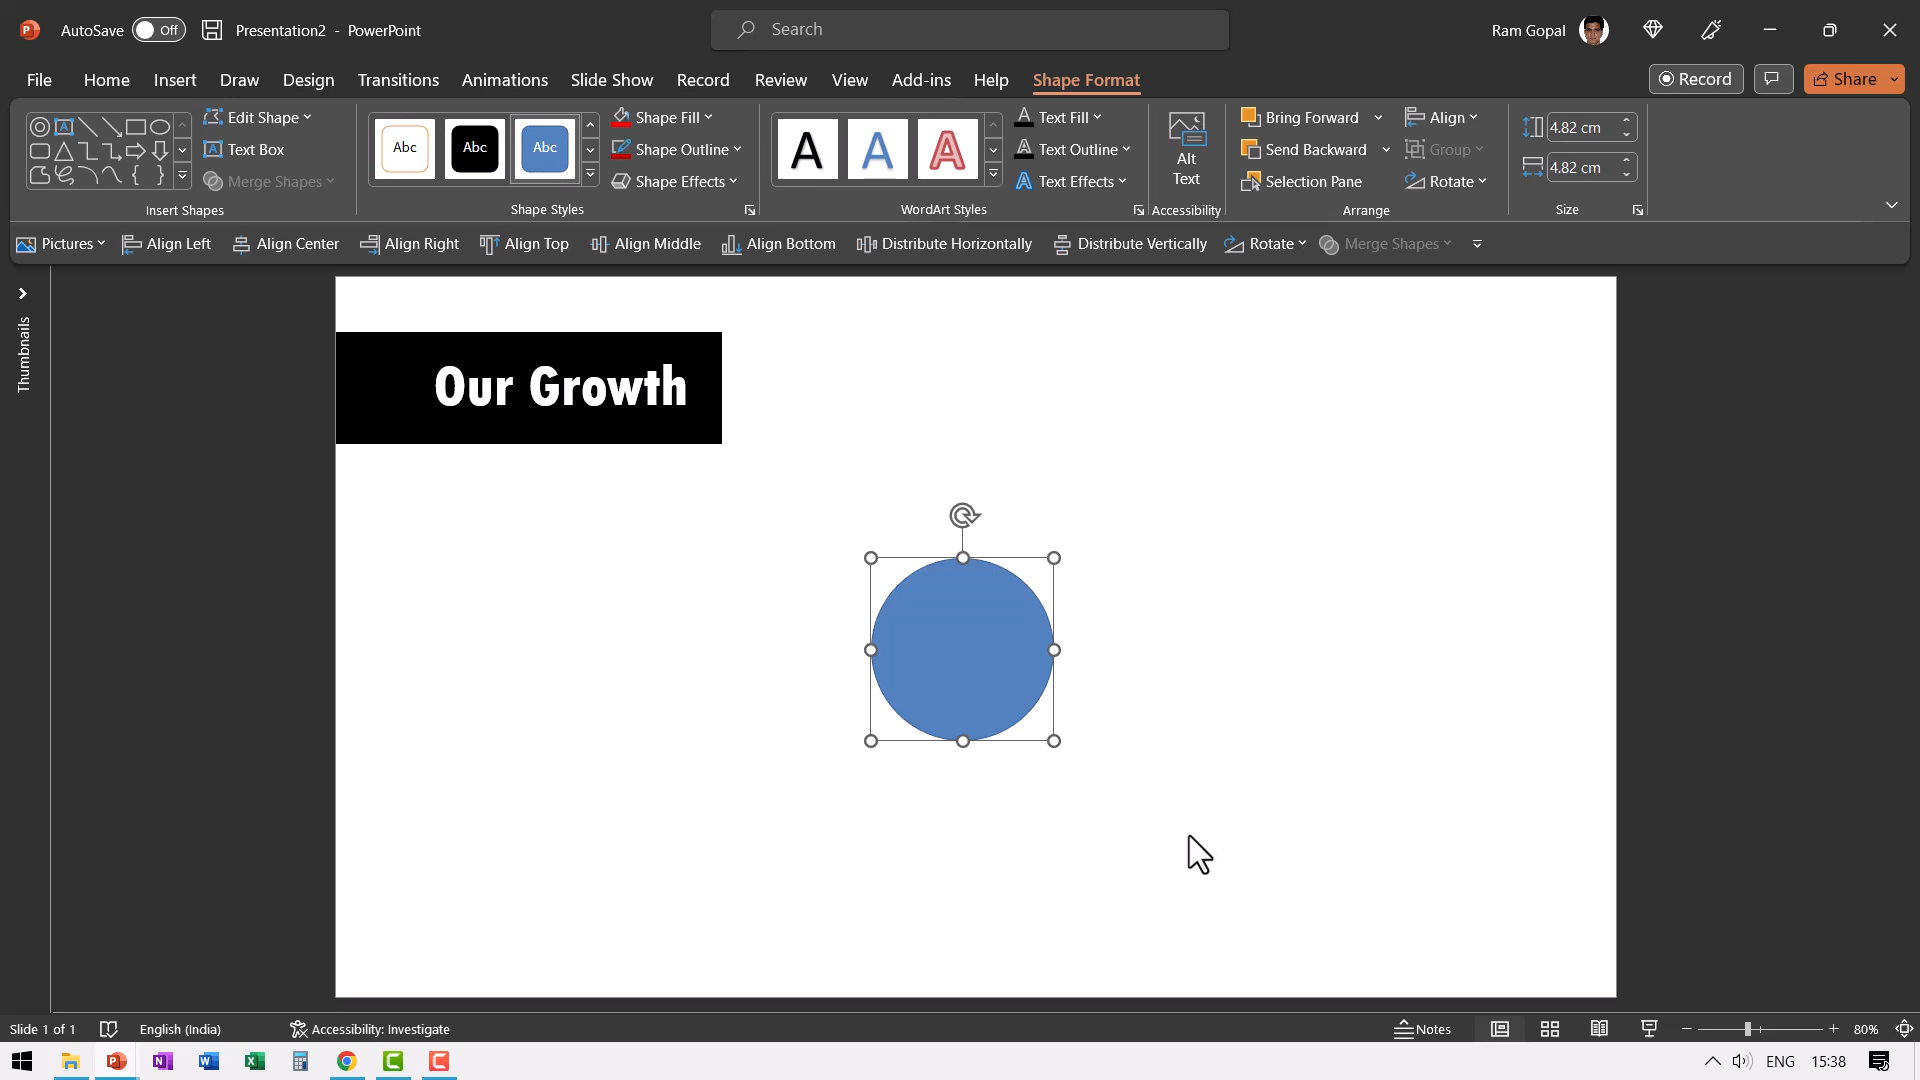 AutoSave Off Presentation2 - PowerPoint Search Ram Gopal
File Home Insert Draw Design Transitions Animations Slide Show Record Review View Add-ins Help Shape Format Record Share
Edit Shape Text Box Merge Shapes
Insert Shapes
Abc Abc Abc
Shape Fill
Shape Outline
Shape Effects
Shape Styles
A A A
Text Fill
Text Outline
Text Effects
WordArt Styles
Alt Text
Accessibility
Bring Forward
Send Backward
Selection Pane
Align
Group
Rotate
Arrange
4.82 cm
4.82 cm
Size
Pictures Align Left Align Center Align Right Align Top Align Middle Align Bottom Distribute Horizontally Distribute Vertically Rotate Merge Shapes
Thumbnails
Our Growth
Slide 1 of 1 English (India) Accessibility: Investigate Notes 80%
ENG 15:38